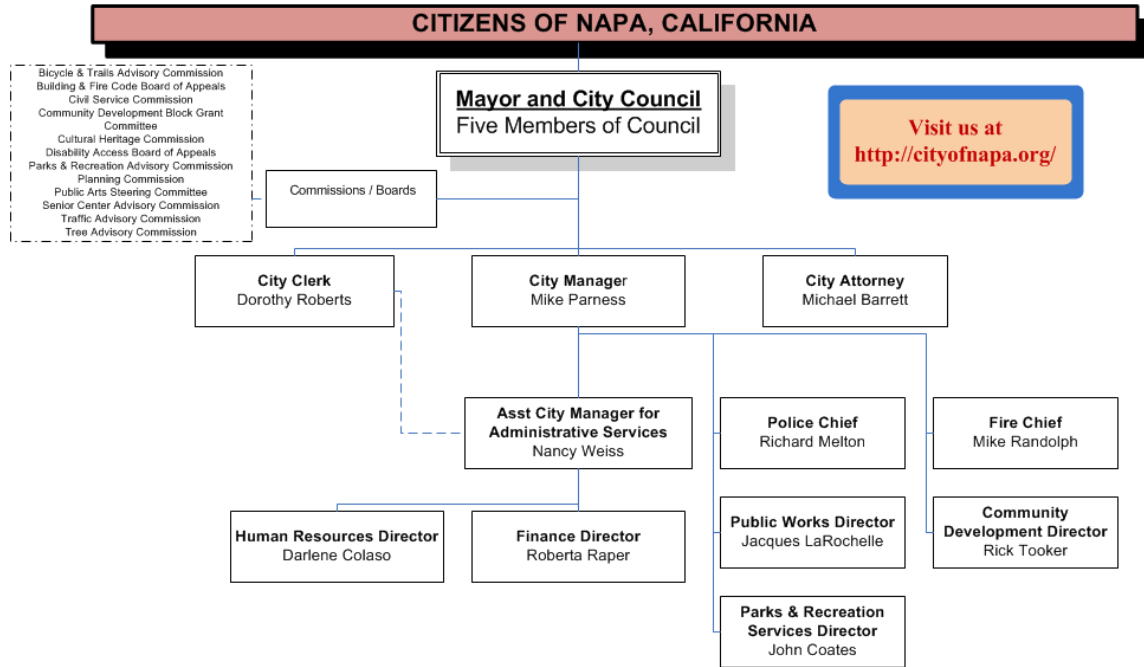 CITIZENS OF NAPA, CALIFORNIA
Bicycle & Trails Advisory Commission
Building & Fire Code Board of Appeals
Civil Service Commission
Community Development Block Grant
Committee
Cultural Heritage Commission
Disability Access Board of Appeals
Parks & Recreation Advisory Commission
Planning Commission
Public Arts Steering Committee
Senior Center Advisory Commission
Traffic Advisory Commission
Tree Advisory Commission
Mayor and City Council
Five Members of Council
Visit us at
http://cityofnapa.org/
Commissions / Boards
City Clerk
Dorothy Roberts
City Manager
Mike Parness
City Attorney
Michael Barrett
Asst City Manager for
Administrative Services
Nancy Weiss
Police Chief
Richard Melton
Fire Chief
Mike Randolph
Human Resources Director
Darlene Colaso
Finance Director
Roberta Raper
Public Works Director
Jacques LaRochelle
Community
Development Director
Rick Tooker
Parks & Recreation
Services Director
John Coates